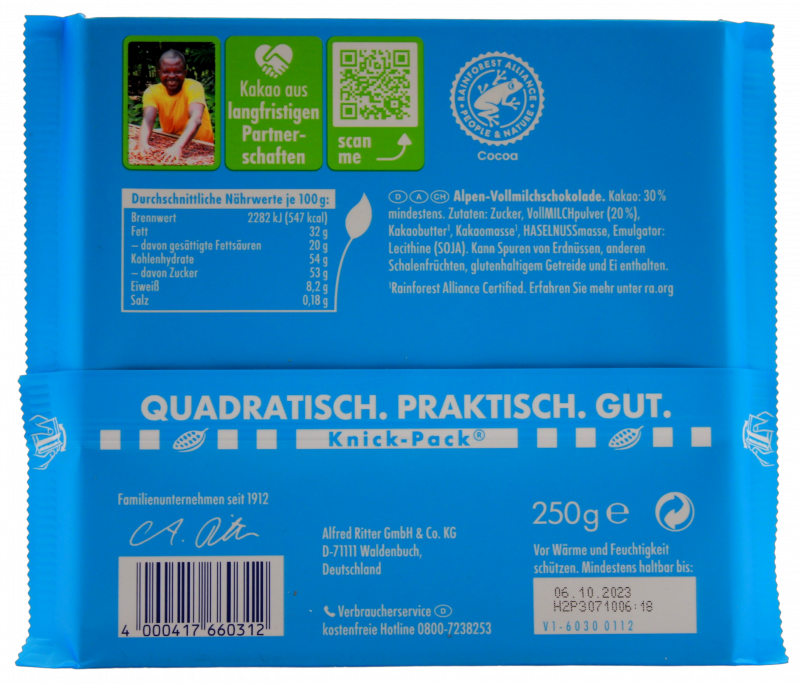 Kakao aus
langfristigen
Partner-
schaften
scan
me
RAINFOREST ALLIANCE
PEOPLE & NATURE
Cocoa
Durchschnittliche Nährwerte je 100 g:
Brennwert 2282 kJ (547 kcal)
Fett 32 g
– davon gesättigte Fettsäuren 20 g
Kohlenhydrate 54 g
– davon Zucker 53 g
Eiweiß 8,2 g
Salz 0,18 g
D A CH Alpen-Vollmilchschokolade. Kakao: 30 %
mindestens. Zutaten: Zucker, VollMILCHpulver (20 %),
Kakaobutter¹, Kakaomasse¹, HASELNUSSmasse, Emulgator:
Lecithine (SOJA). Kann Spuren von Erdnüssen, anderen
Schalenfrüchten, glutenhaltigem Getreide und Ei enthalten.
¹Rainforest Alliance Certified. Erfahren Sie mehr unter ra.org
QUADRATISCH. PRAKTISCH. GUT.
Knick-Pack®
Familienunternehmen seit 1912
4 000417 660312
Alfred Ritter GmbH & Co. KG
D-71111 Waldenbuch,
Deutschland
Verbraucherservice D
kostenfreie Hotline 0800-7238253
250g e
Vor Wärme und Feuchtigkeit
schützen. Mindestens haltbar bis:
06.10.2023
H2P3071006:18
V1-6030 0112